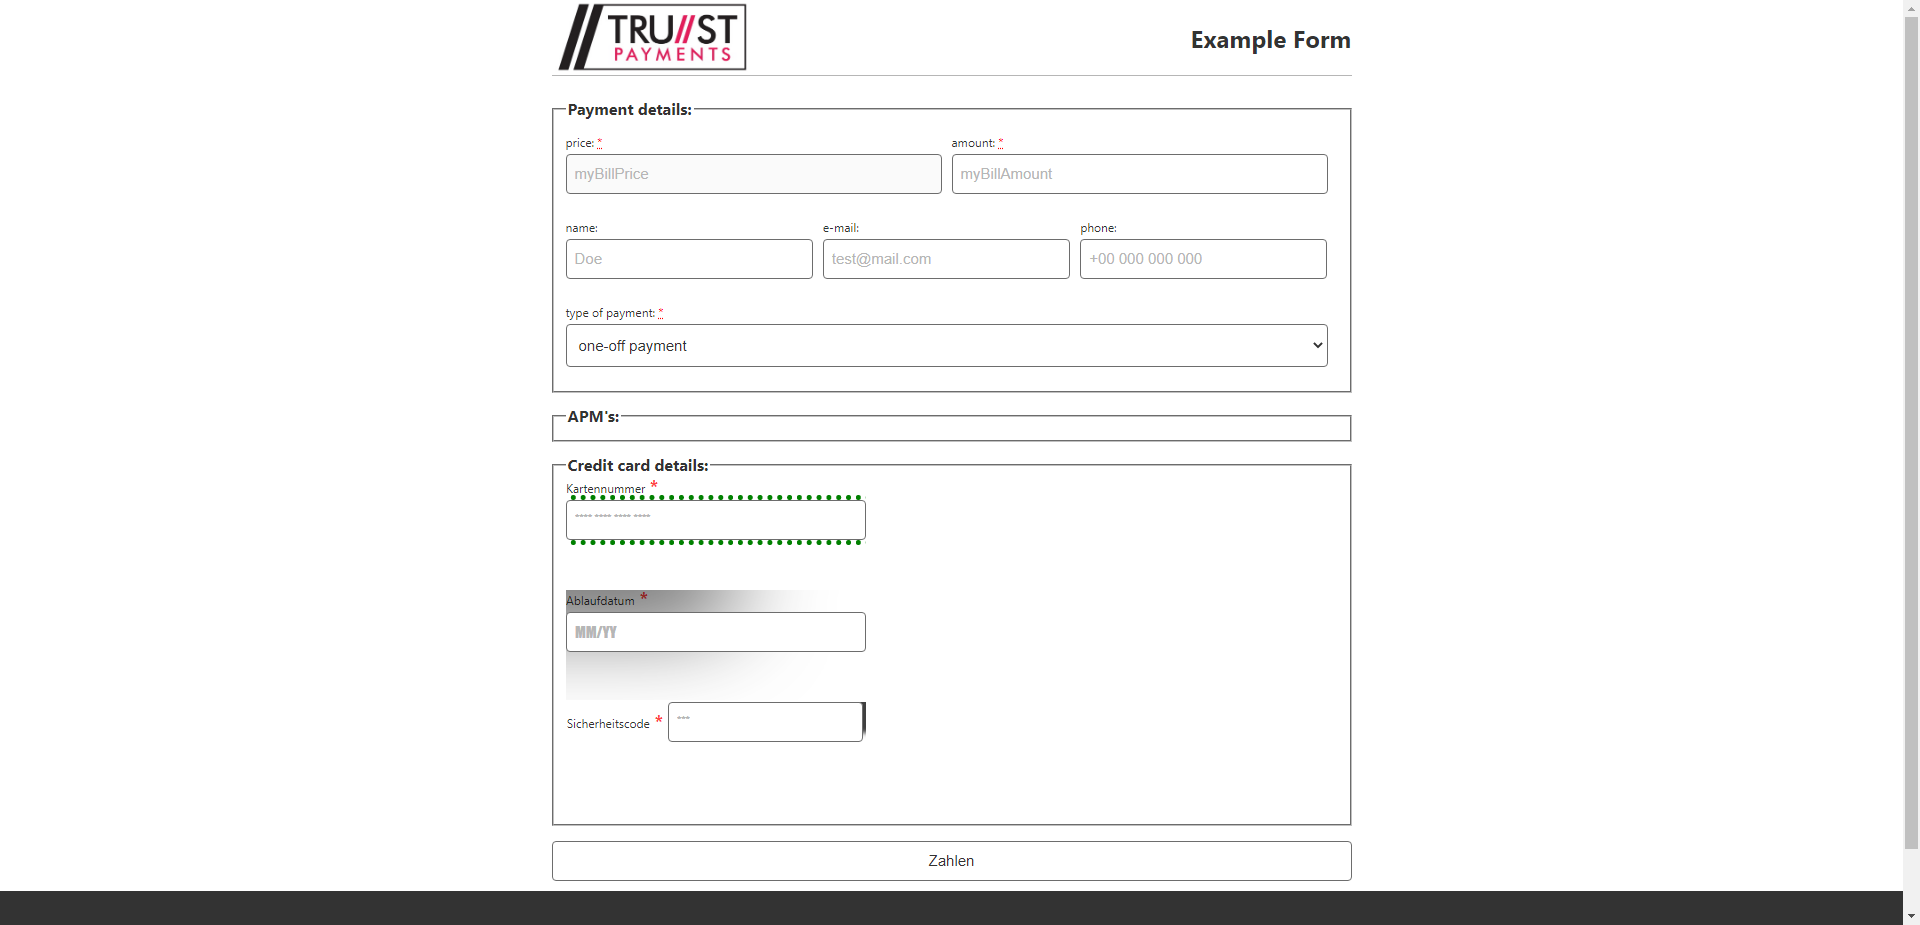 TRU//ST
PAYMENTS
Example Form
Payment details:
price: * amount: *
myBillPrice myBillAmount
name: e-mail: phone:
Doe test@mail.com +00 000 000 000
type of payment: *
one-off payment
APM's:
Credit card details:
Kartennummer *
**** **** **** ****
Ablaufdatum *
MM/YY
Sicherheitscode * ***
Zahlen